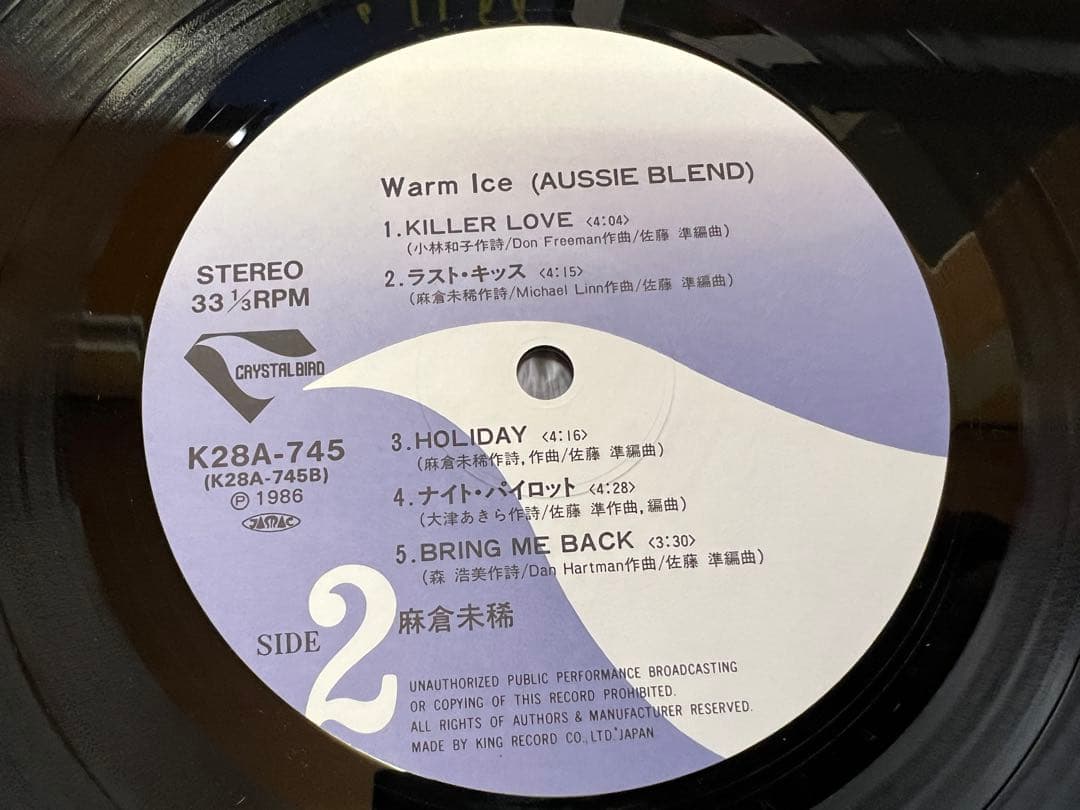 Warm Ice (AUSSIE BLEND)
1.KILLER LOVE <4:04>
(小林和子作詩/Don Freeman作曲/佐藤 準編曲)
2.ラスト・キッス <4:15>
(麻倉未稀作詩/Michael Linn作曲/佐藤 準編曲)
STEREO
33 1/3RPM
CRYSTAL BIRD
K28A-745
(K28A-745B)
Ⓟ1986
JASRAC
3.HOLIDAY <4:16>
(麻倉未稀作詩,作曲/佐藤 準編曲)
4.ナイト・パイロット <4:28>
(大津あきら作詩/佐藤 準作曲,編曲)
5.BRING ME BACK <3:30>
(森 浩美作詩/Dan Hartman作曲/佐藤 準編曲)
SIDE 2
麻倉未稀
UNAUTHORIZED PUBLIC PERFORMANCE BROADCASTING
OR COPYING OF THIS RECORD PROHIBITED.
ALL RIGHTS OF AUTHORS & MANUFACTURER RESERVED.
MADE BY KING RECORD CO.,LTD. JAPAN